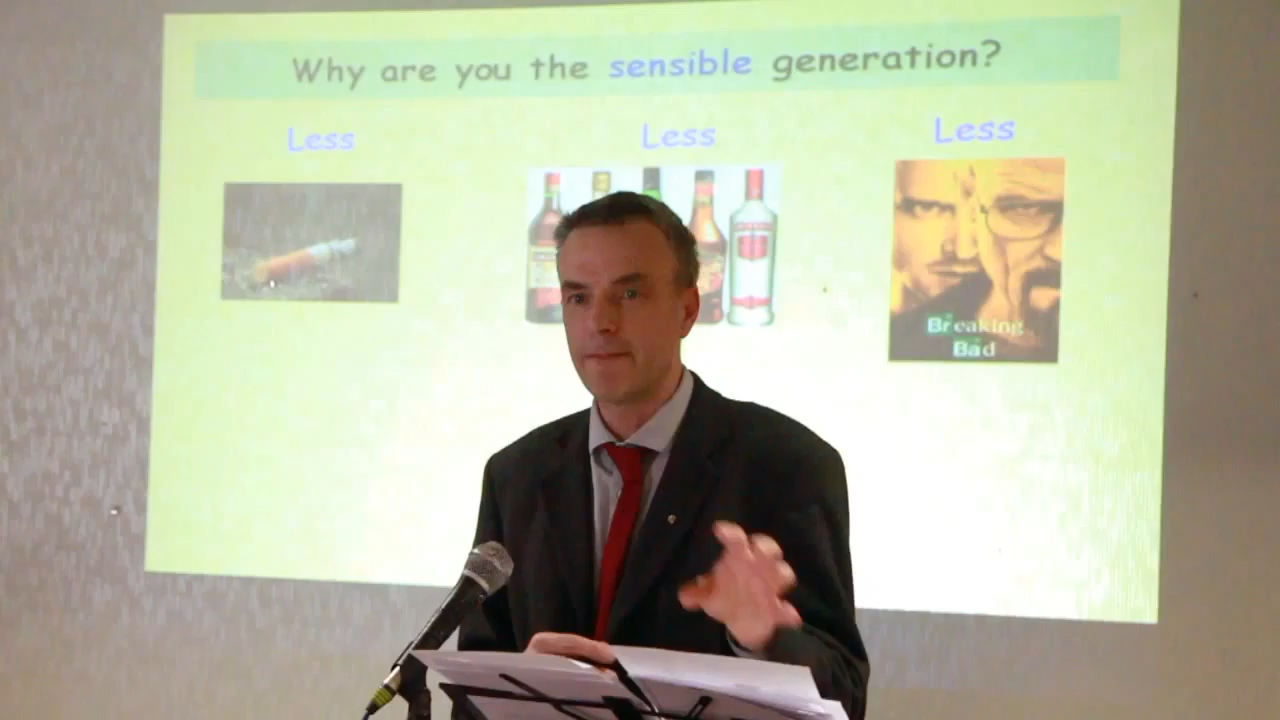 Why are you the sensible generation?
Less
Less
Less
Breaking
Bad